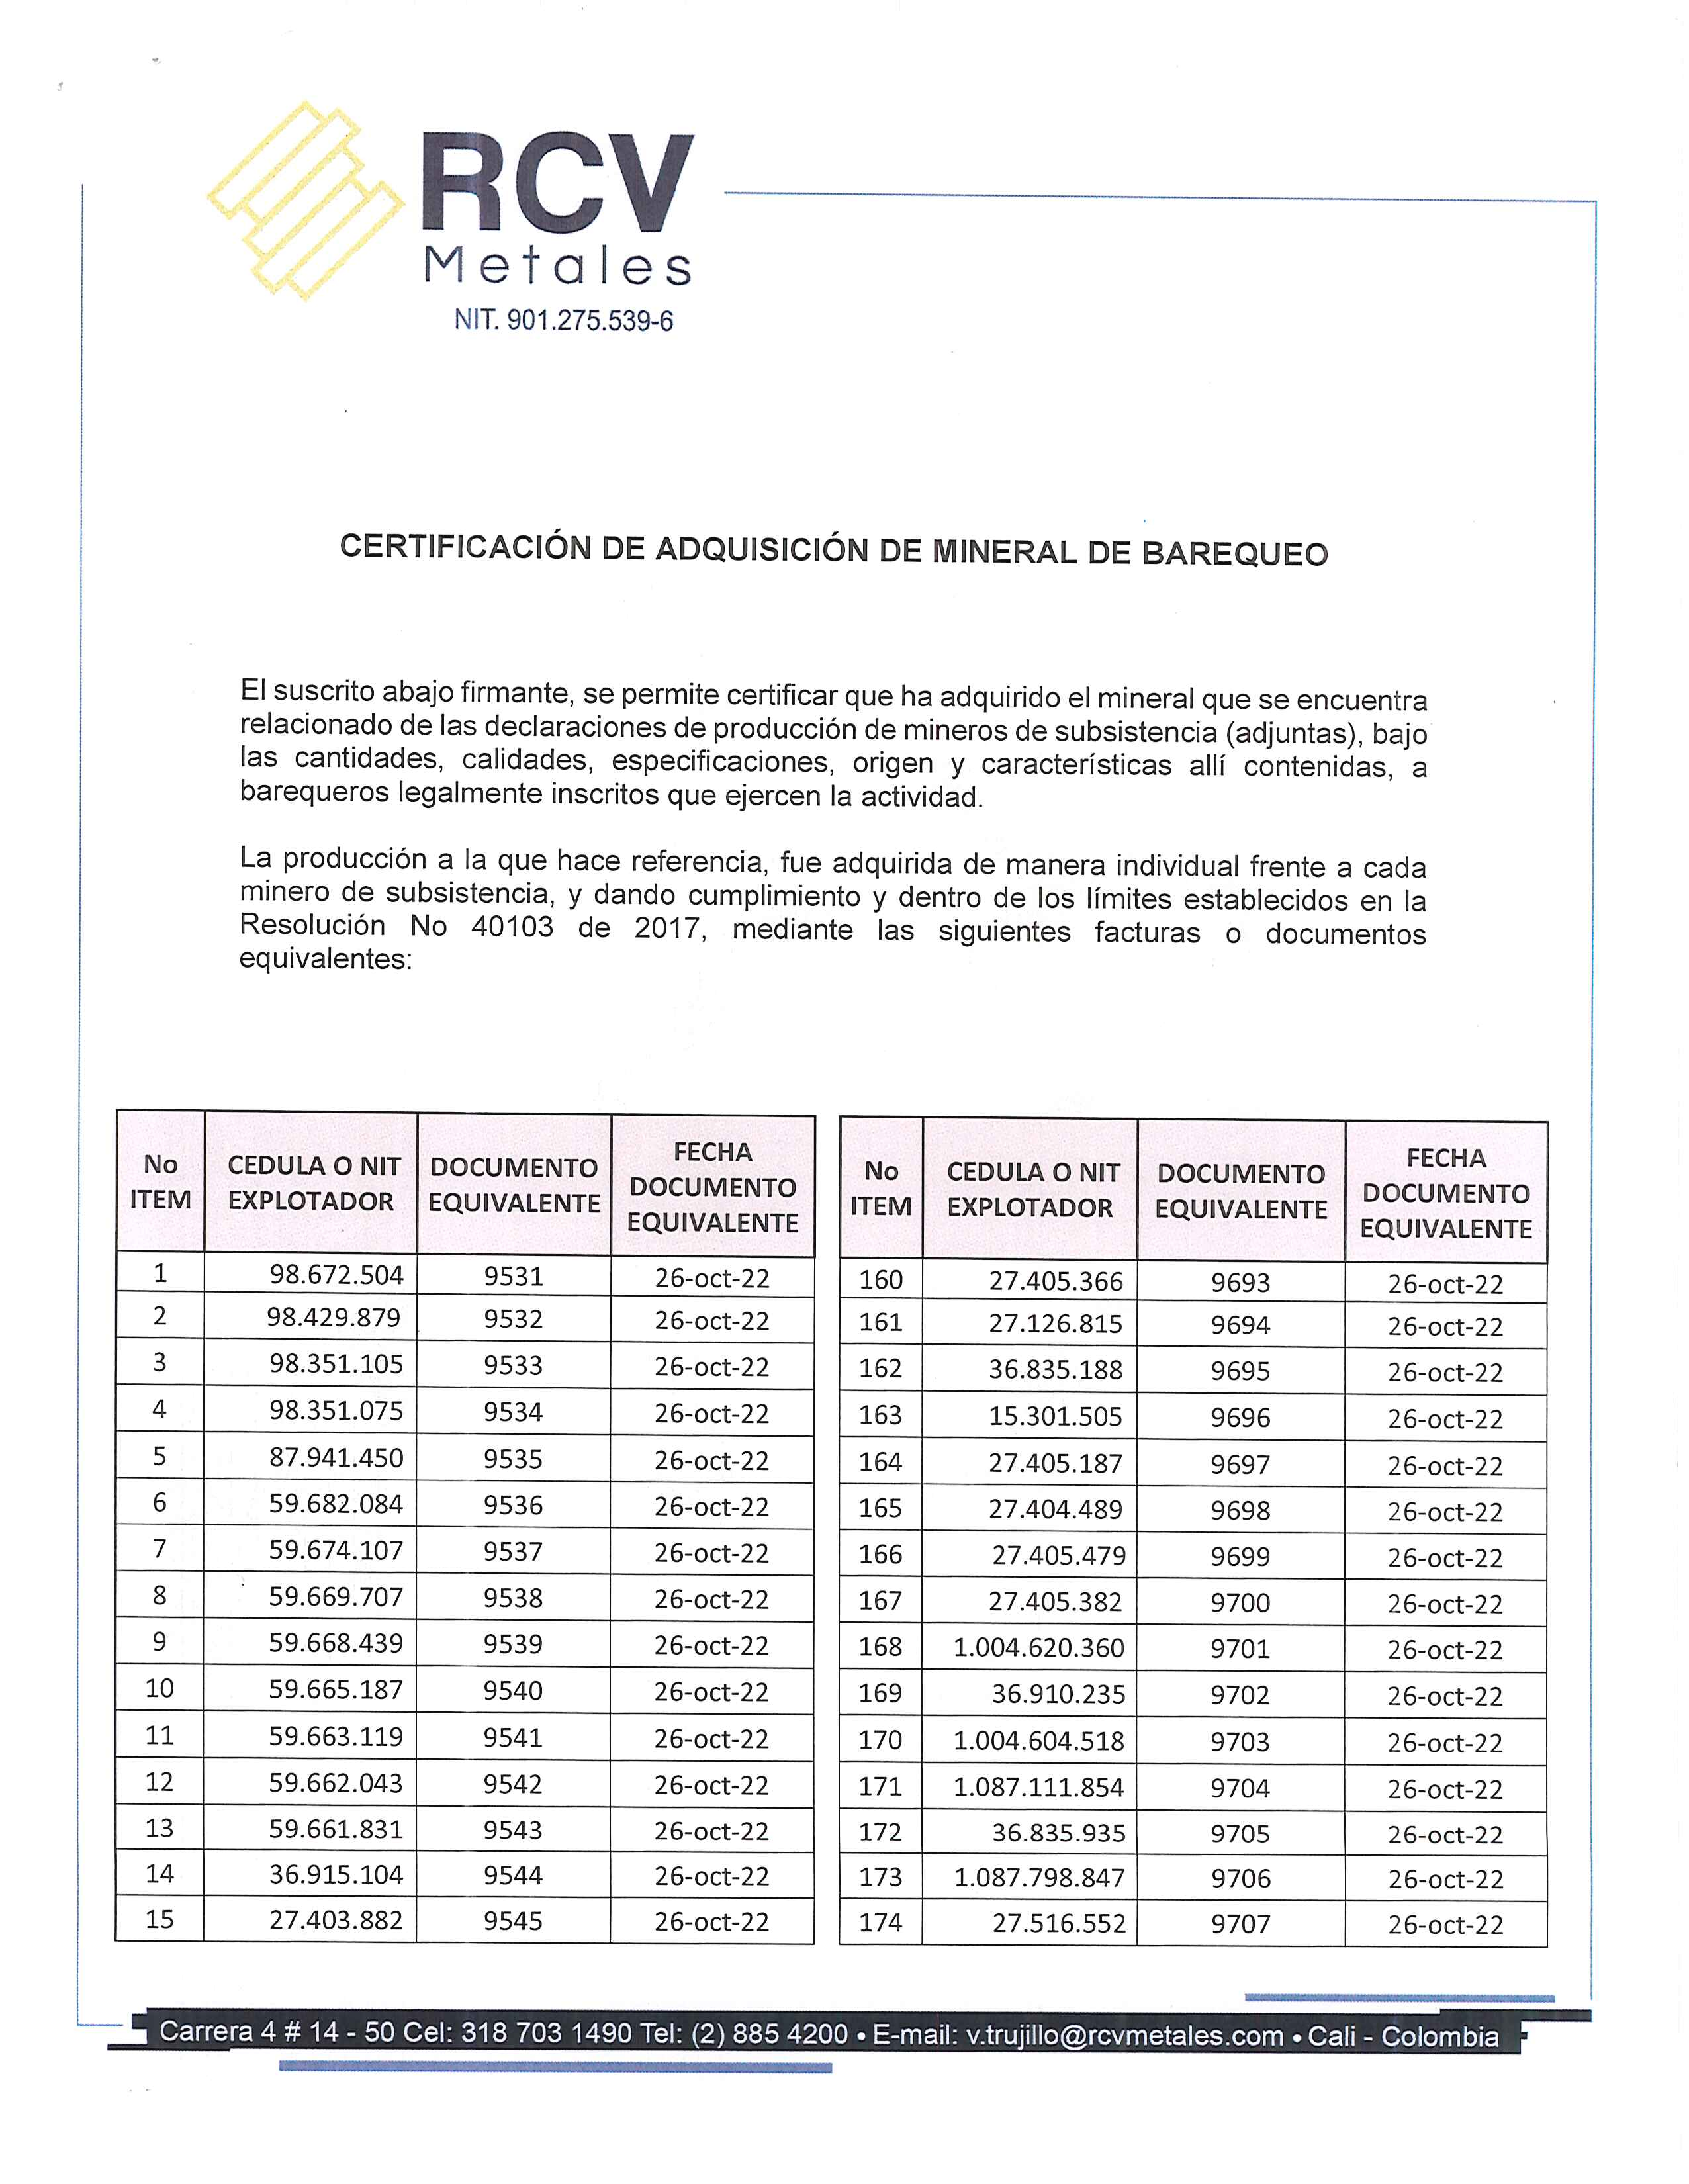 RCV
Metales
NIT. 901.275.539-6
CERTIFICACIÓN DE ADQUISICIÓN DE MINERAL DE BAREQUEO
El suscrito abajo firmante, se permite certificar que ha adquirido el mineral que se encuentra
relacionado de las declaraciones de producción de mineros de subsistencia (adjuntas), bajo
las cantidades, calidades, especificaciones, origen y características allí contenidas, a
barequeros legalmente inscritos que ejercen la actividad.
La producción a la que hace referencia, fue adquirida de manera individual frente a cada
minero de subsistencia, y dando cumplimiento y dentro de los límites establecidos en la
Resolución No 40103 de 2017, mediante las siguientes facturas o documentos
equivalentes:
No ITEM CEDULA O NIT EXPLOTADOR DOCUMENTO EQUIVALENTE FECHA DOCUMENTO EQUIVALENTE
1 98.672.504 9531 26-oct-22
2 98.429.879 9532 26-oct-22
3 98.351.105 9533 26-oct-22
4 98.351.075 9534 26-oct-22
5 87.941.450 9535 26-oct-22
6 59.682.084 9536 26-oct-22
7 59.674.107 9537 26-oct-22
8 59.669.707 9538 26-oct-22
9 59.668.439 9539 26-oct-22
10 59.665.187 9540 26-oct-22
11 59.663.119 9541 26-oct-22
12 59.662.043 9542 26-oct-22
13 59.661.831 9543 26-oct-22
14 36.915.104 9544 26-oct-22
15 27.403.882 9545 26-oct-22
No ITEM CEDULA O NIT EXPLOTADOR DOCUMENTO EQUIVALENTE FECHA DOCUMENTO EQUIVALENTE
160 27.405.366 9693 26-oct-22
161 27.126.815 9694 26-oct-22
162 36.835.188 9695 26-oct-22
163 15.301.505 9696 26-oct-22
164 27.405.187 9697 26-oct-22
165 27.404.489 9698 26-oct-22
166 27.405.479 9699 26-oct-22
167 27.405.382 9700 26-oct-22
168 1.004.620.360 9701 26-oct-22
169 36.910.235 9702 26-oct-22
170 1.004.604.518 9703 26-oct-22
171 1.087.111.854 9704 26-oct-22
172 36.835.935 9705 26-oct-22
173 1.087.798.847 9706 26-oct-22
174 27.516.552 9707 26-oct-22
Carrera 4 # 14 - 50 Cel: 318 703 1490 Tel: (2) 885 4200 • E-mail: v.trujillo@rcvmetales.com • Cali - Colombia